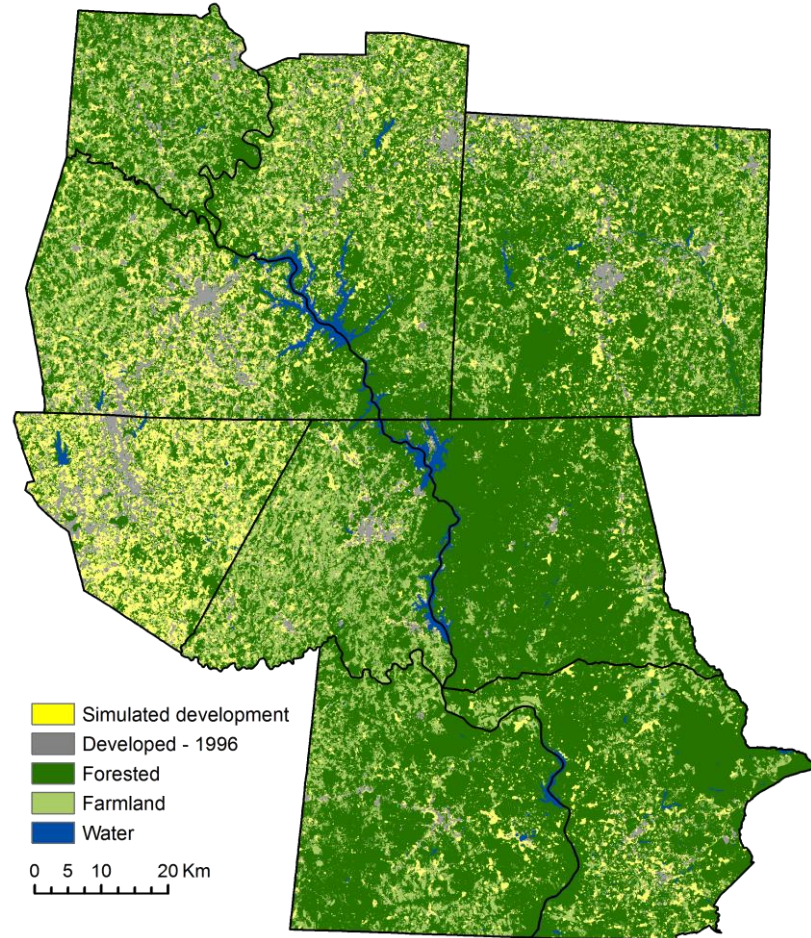 Simulated development
Developed - 1996
Forested
Farmland
Water
0 5 10 20 Km